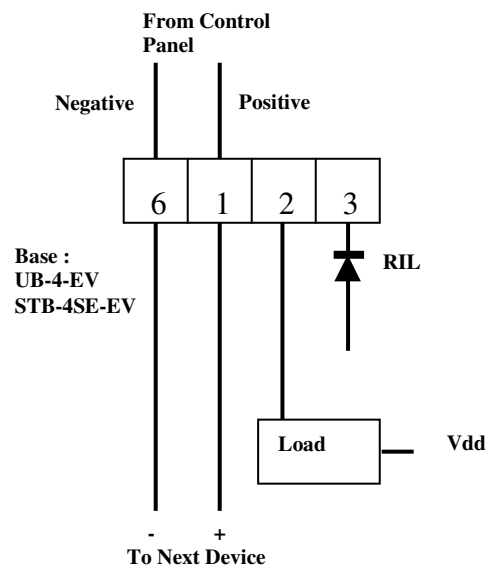 From Control
Panel
Negative
Positive
6 1 2 3
Base :
UB-4-EV
STB-4SE-EV
RIL
Load
Vdd
- +
To Next Device